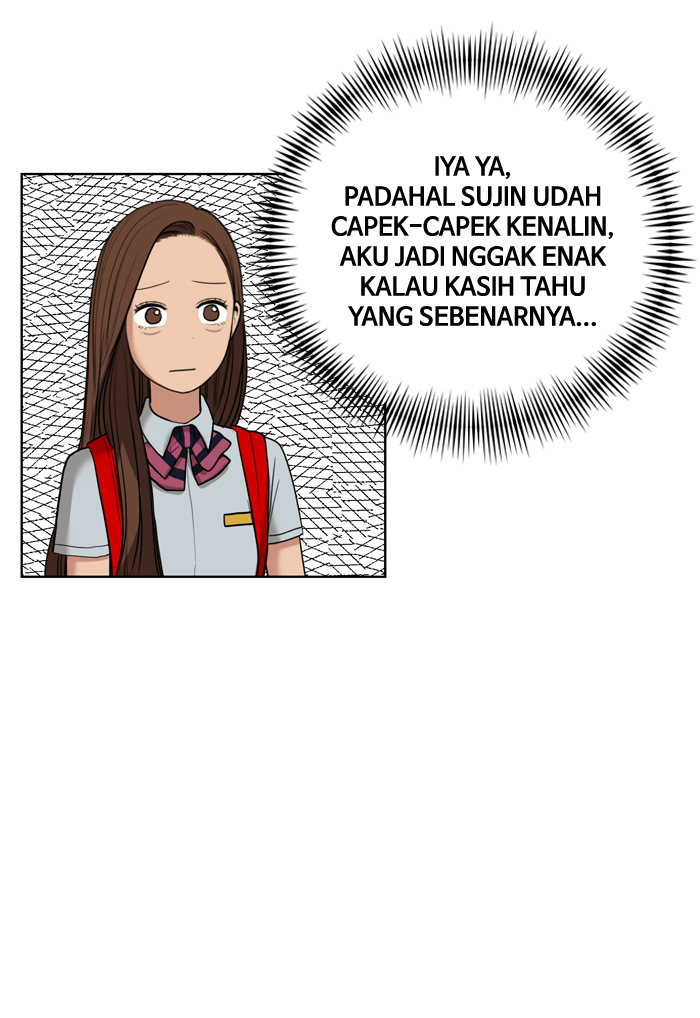 IYA YA,
PADAHAL SUJIN UDAH
CAPEK-CAPEK KENALIN,
AKU JADI NGGAK ENAK
KALAU KASIH TAHU
YANG SEBENARNYA...